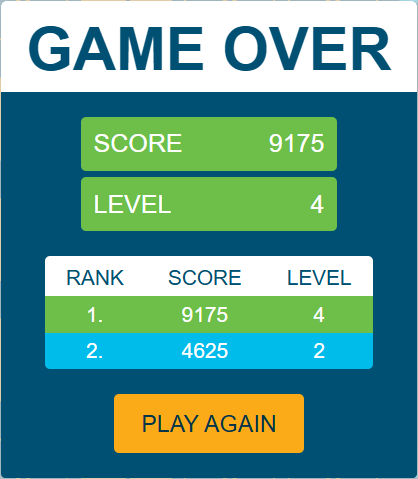 GAME OVER
SCORE 9175
LEVEL 4
RANK SCORE LEVEL
1. 9175 4
2. 4625 2
PLAY AGAIN